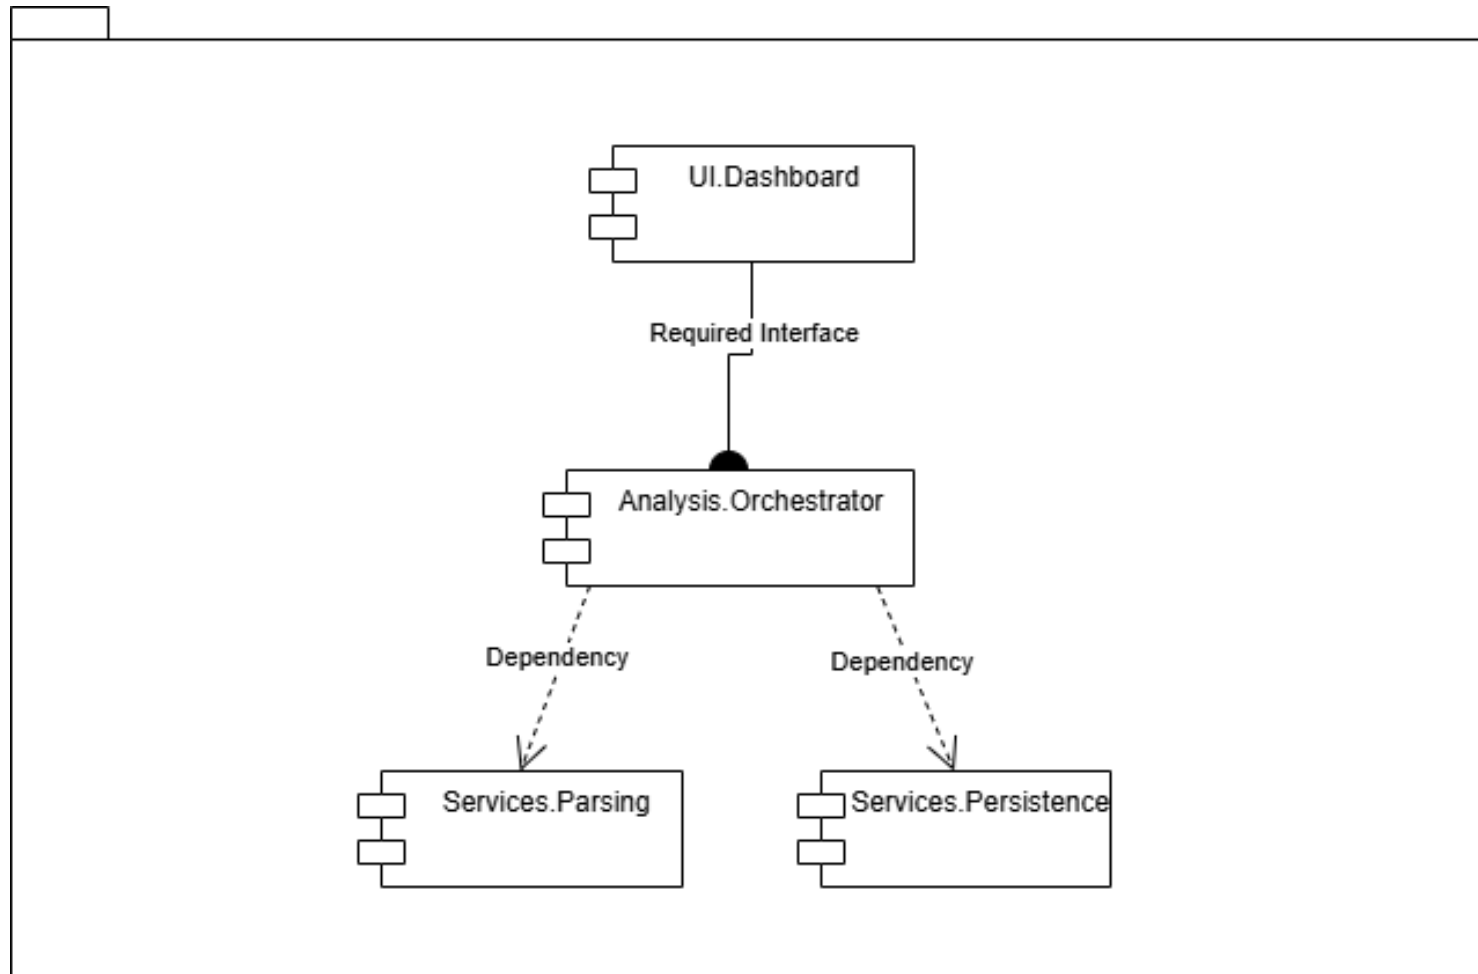 UI.Dashboard
Required Interface
Analysis.Orchestrator
Dependency
Dependency
Services.Parsing
Services.Persistence